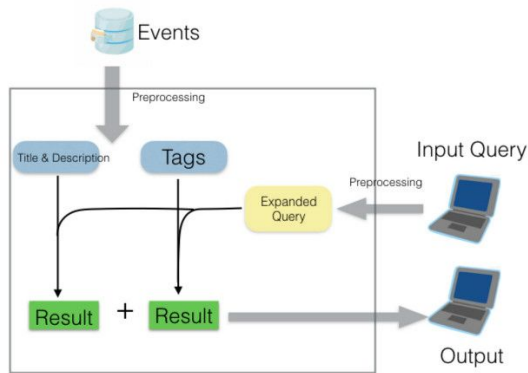 Events
Preprocessing
Title & Description
Tags
Input Query
Preprocessing
Expanded
Query
Result
+
Result
Output